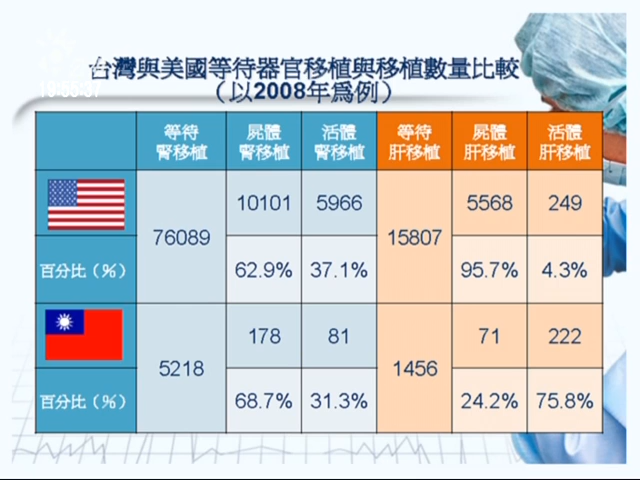 台灣與美國等待器官移植與移植數量比較
（以2008年為例）
等待腎移植 屍體腎移植 活體腎移植 等待肝移植 屍體肝移植 活體肝移植
76089 10101 5966 15807 5568 249
百分比（%） 62.9% 37.1% 95.7% 4.3%
5218 178 81 1456 71 222
百分比（%） 68.7% 31.3% 24.2% 75.8%